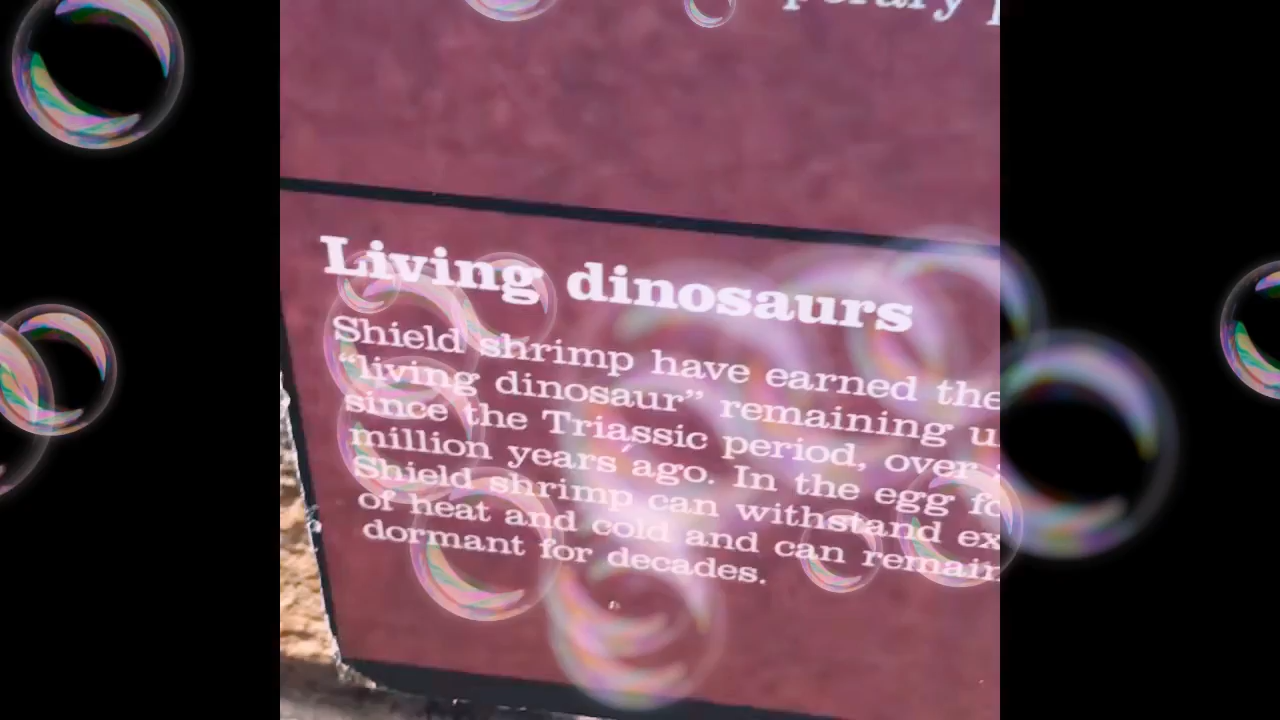 Living dinosaurs
Shield shrimp have earned the
“living dinosaur” remaining u
since the Triassic period, over
million years ago. In the egg fo
Shield shrimp can withstand ex
of heat and cold and can remain
dormant for decades.